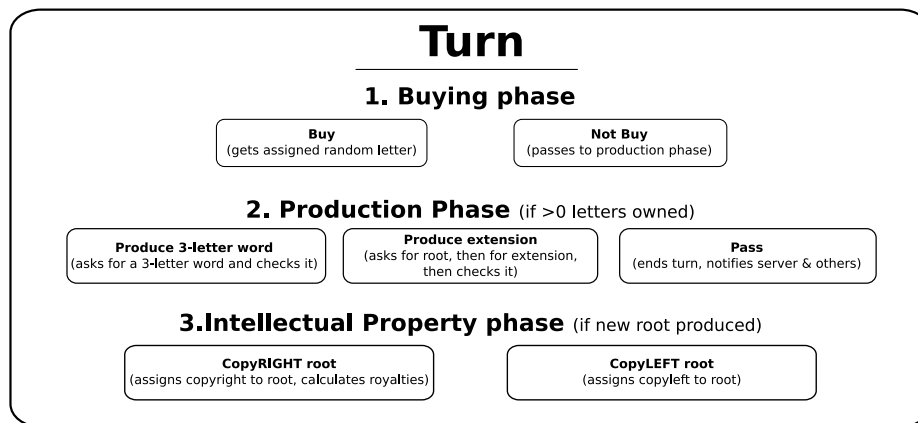 Turn
1. Buying phase
Buy
(gets assigned random letter)
Not Buy
(passes to production phase)
2. Production Phase (if >0 letters owned)
Produce 3-letter word
(asks for a 3-letter word and checks it)
Produce extension
(asks for root, then for extension,
then checks it)
Pass
(ends turn, notifies server & others)
3.Intellectual Property phase (if new root produced)
CopyRIGHT root
(assigns copyright to root, calculates royalties)
CopyLEFT root
(assigns copyleft to root)